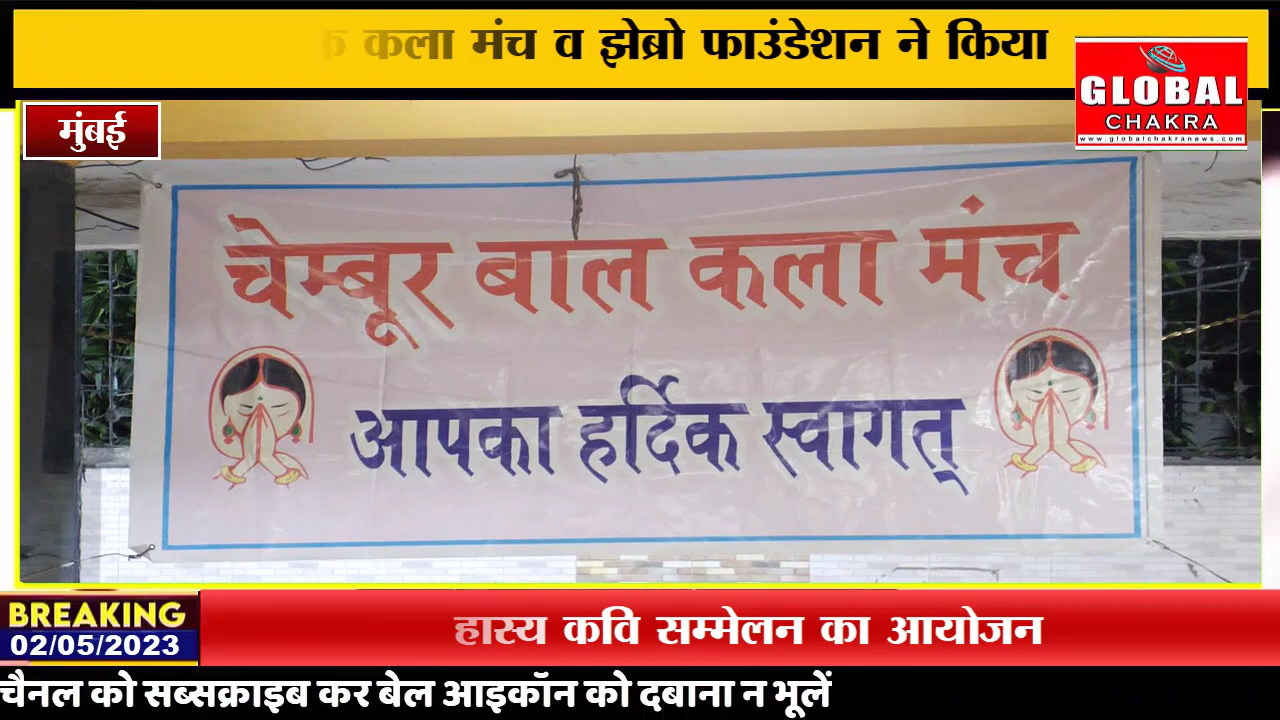 कला मंच व झेब्रो फाउंडेशन ने किया
GLOBAL
CHAKRA
www.globalchakranews.com
मुंबई
चेम्बूर बाल कला मंच
आपका हर्दिक स्वागत्
BREAKING
02/05/2023
हास्य कवि सम्मेलन का आयोजन
चैनल को सब्सक्राइब कर बेल आइकॉन को दबाना न भूलें